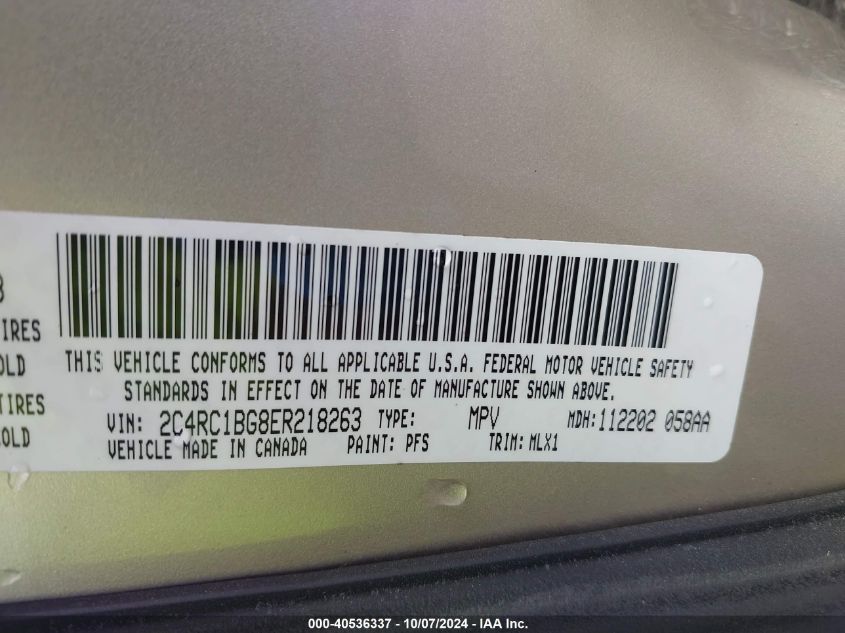 3
IRES
OLD
THIS VEHICLE CONFORMS TO ALL APPLICABLE U.S.A. FEDERAL MOTOR VEHICLE SAFETY
STANDARDS IN EFFECT ON THE DATE OF MANUFACTURE SHOWN ABOVE.
TIRES
OLD
VIN: 2C4RC1BG8ER218263 TYPE: MPV MDH: 112202 058AA
VEHICLE MADE IN CANADA PAINT: PFS TRIM: MLX1
000-40536337 - 10/07/2024 - IAA Inc.